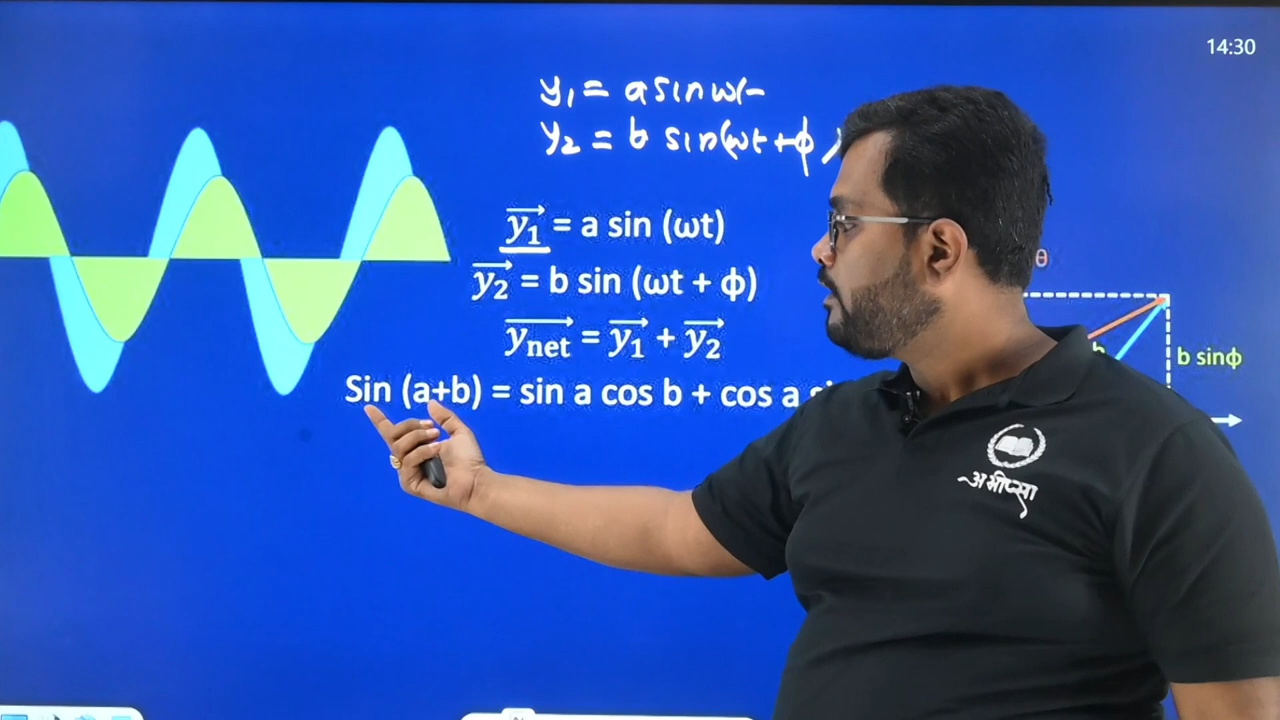 14:30
y₁ = a sin ωt
y₂ = b sin(ωt + ϕ)
y₁ = a sin (ωt)
y₂ = b sin (ωt + ϕ)
yₙₑₜ = y₁ + y₂
Sin (a+b) = sin a cos b + cos a
θ
b
b sinϕ
अभीप्सा